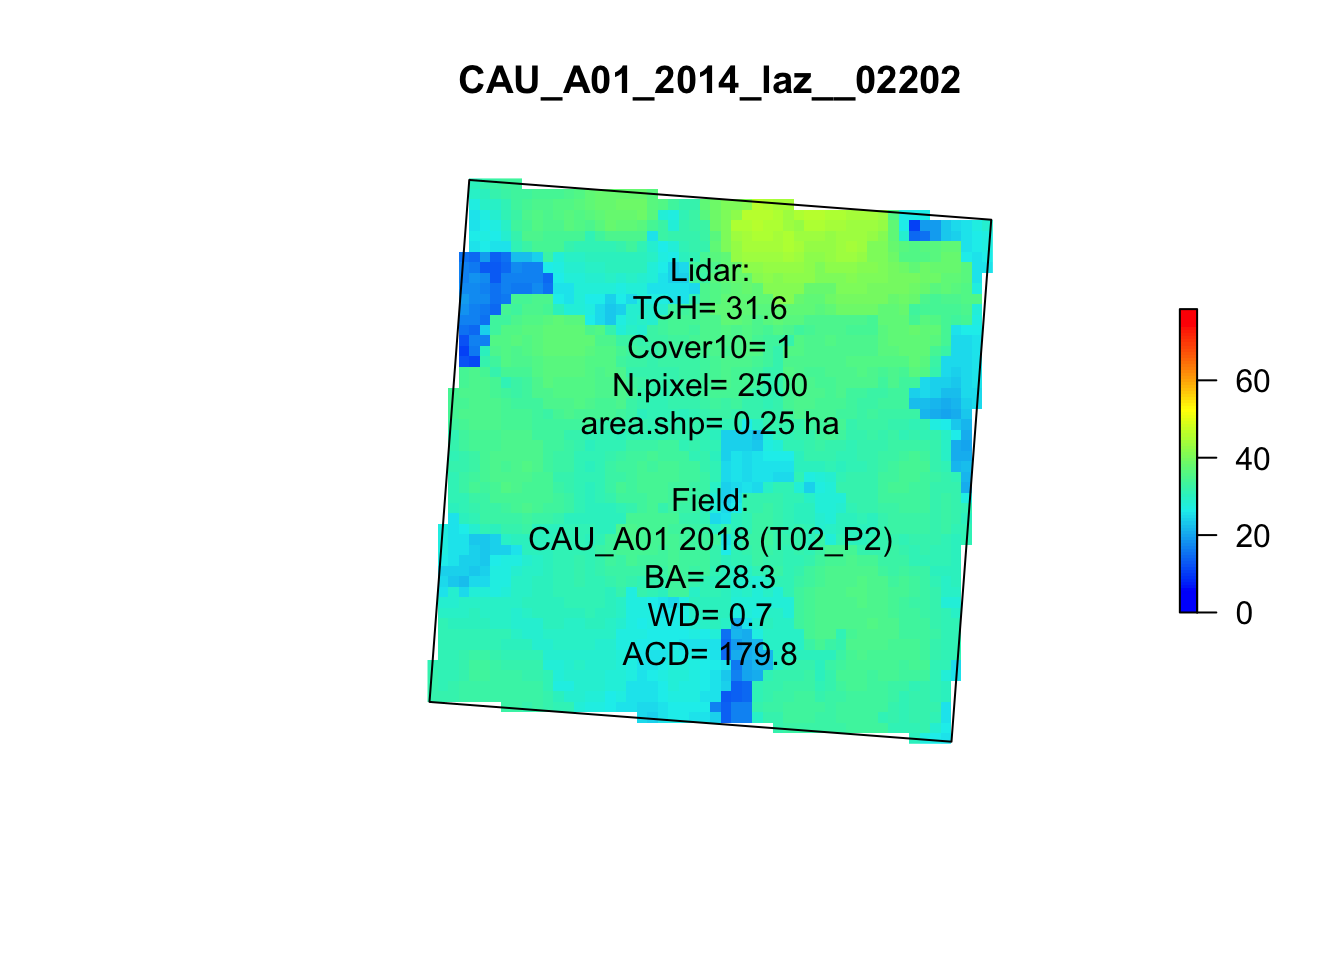 CAU_A01_2014_laz__02202
Lidar:
TCH= 31.6
Cover10= 1
N.pixel= 2500
area.shp= 0.25 ha
Field:
CAU_A01 2018 (T02_P2)
BA= 28.3
WD= 0.7
ACD= 179.8
60
40
20
0